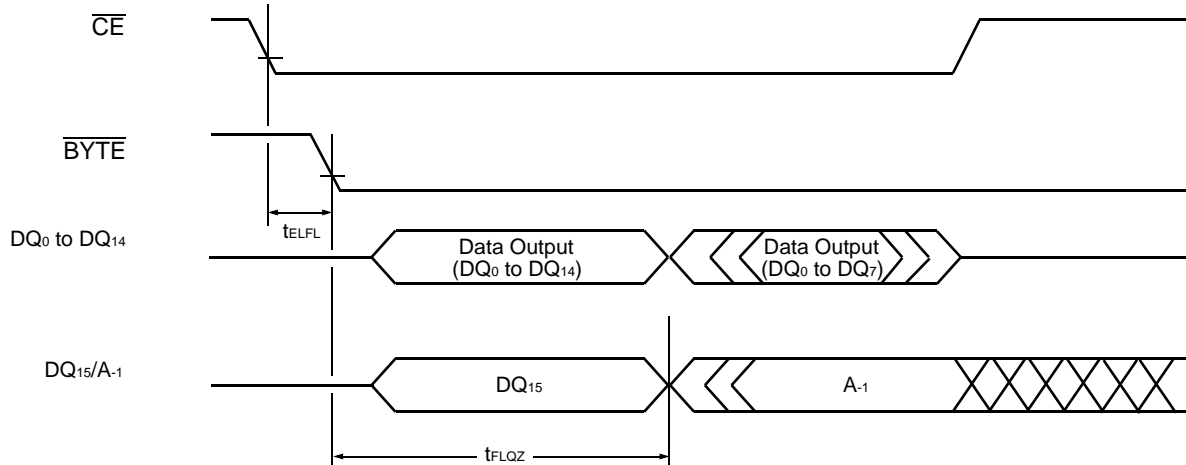 CE
BYTE
tELFL
DQ0 to DQ14
Data Output
(DQ0 to DQ14)
Data Output
(DQ0 to DQ7)
DQ15/A-1
DQ15
A-1
tFLQZ